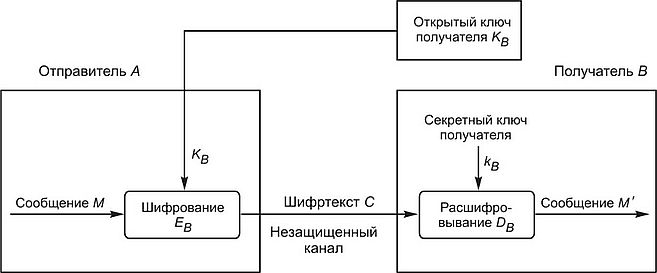 Открытый ключ
получателя K_B
Отправитель A
Получатель B
Секретный ключ
получателя
K_B
k_B
Сообщение M
Шифрование
E_B
Шифртекст C
Незащищенный
канал
Расшифро-
вывание D_B
Сообщение M′